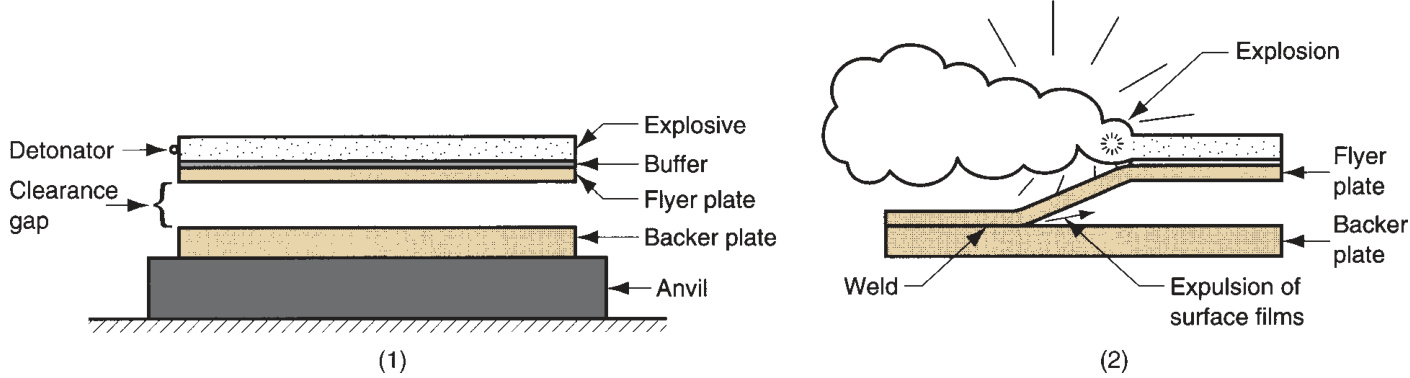 Detonator
Clearance
gap
Explosive
Buffer
Flyer plate
Backer plate
Anvil
(1)
Explosion
Flyer
plate
Backer
plate
Weld
Expulsion of
surface films
(2)